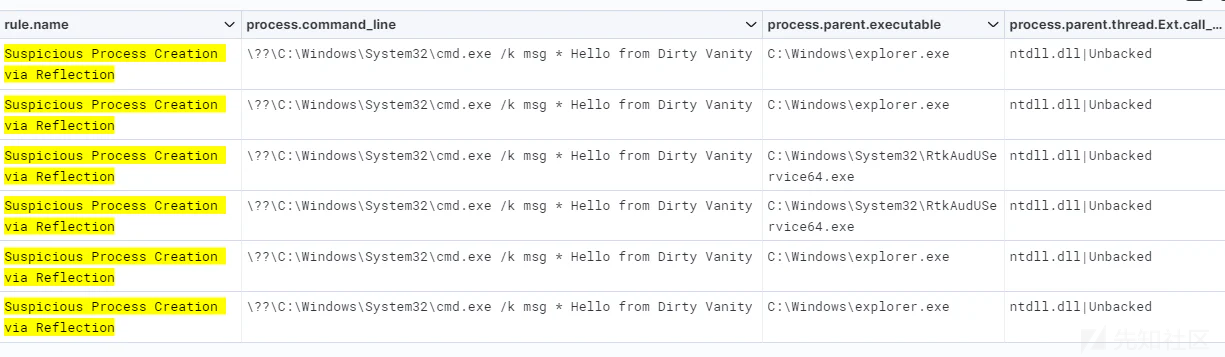 rule.name process.command_line process.parent.executable process.parent.thread.Ext.call_...
Suspicious Process Creation \??\C:\Windows\System32\cmd.exe /k msg * Hello from Dirty Vanity C:\Windows\explorer.exe ntdll.dll|Unbacked
via Reflection
Suspicious Process Creation \??\C:\Windows\System32\cmd.exe /k msg * Hello from Dirty Vanity C:\Windows\explorer.exe ntdll.dll|Unbacked
via Reflection
Suspicious Process Creation \??\C:\Windows\System32\cmd.exe /k msg * Hello from Dirty Vanity C:\Windows\System32\RtkAudUSe ntdll.dll|Unbacked
via Reflection rvice64.exe
Suspicious Process Creation \??\C:\Windows\System32\cmd.exe /k msg * Hello from Dirty Vanity C:\Windows\System32\RtkAudUSe ntdll.dll|Unbacked
via Reflection rvice64.exe
Suspicious Process Creation \??\C:\Windows\System32\cmd.exe /k msg * Hello from Dirty Vanity C:\Windows\explorer.exe ntdll.dll|Unbacked
via Reflection
Suspicious Process Creation \??\C:\Windows\System32\cmd.exe /k msg * Hello from Dirty Vanity C:\Windows\explorer.exe ntdll.dll|Unbacked
via Reflection
先知社区